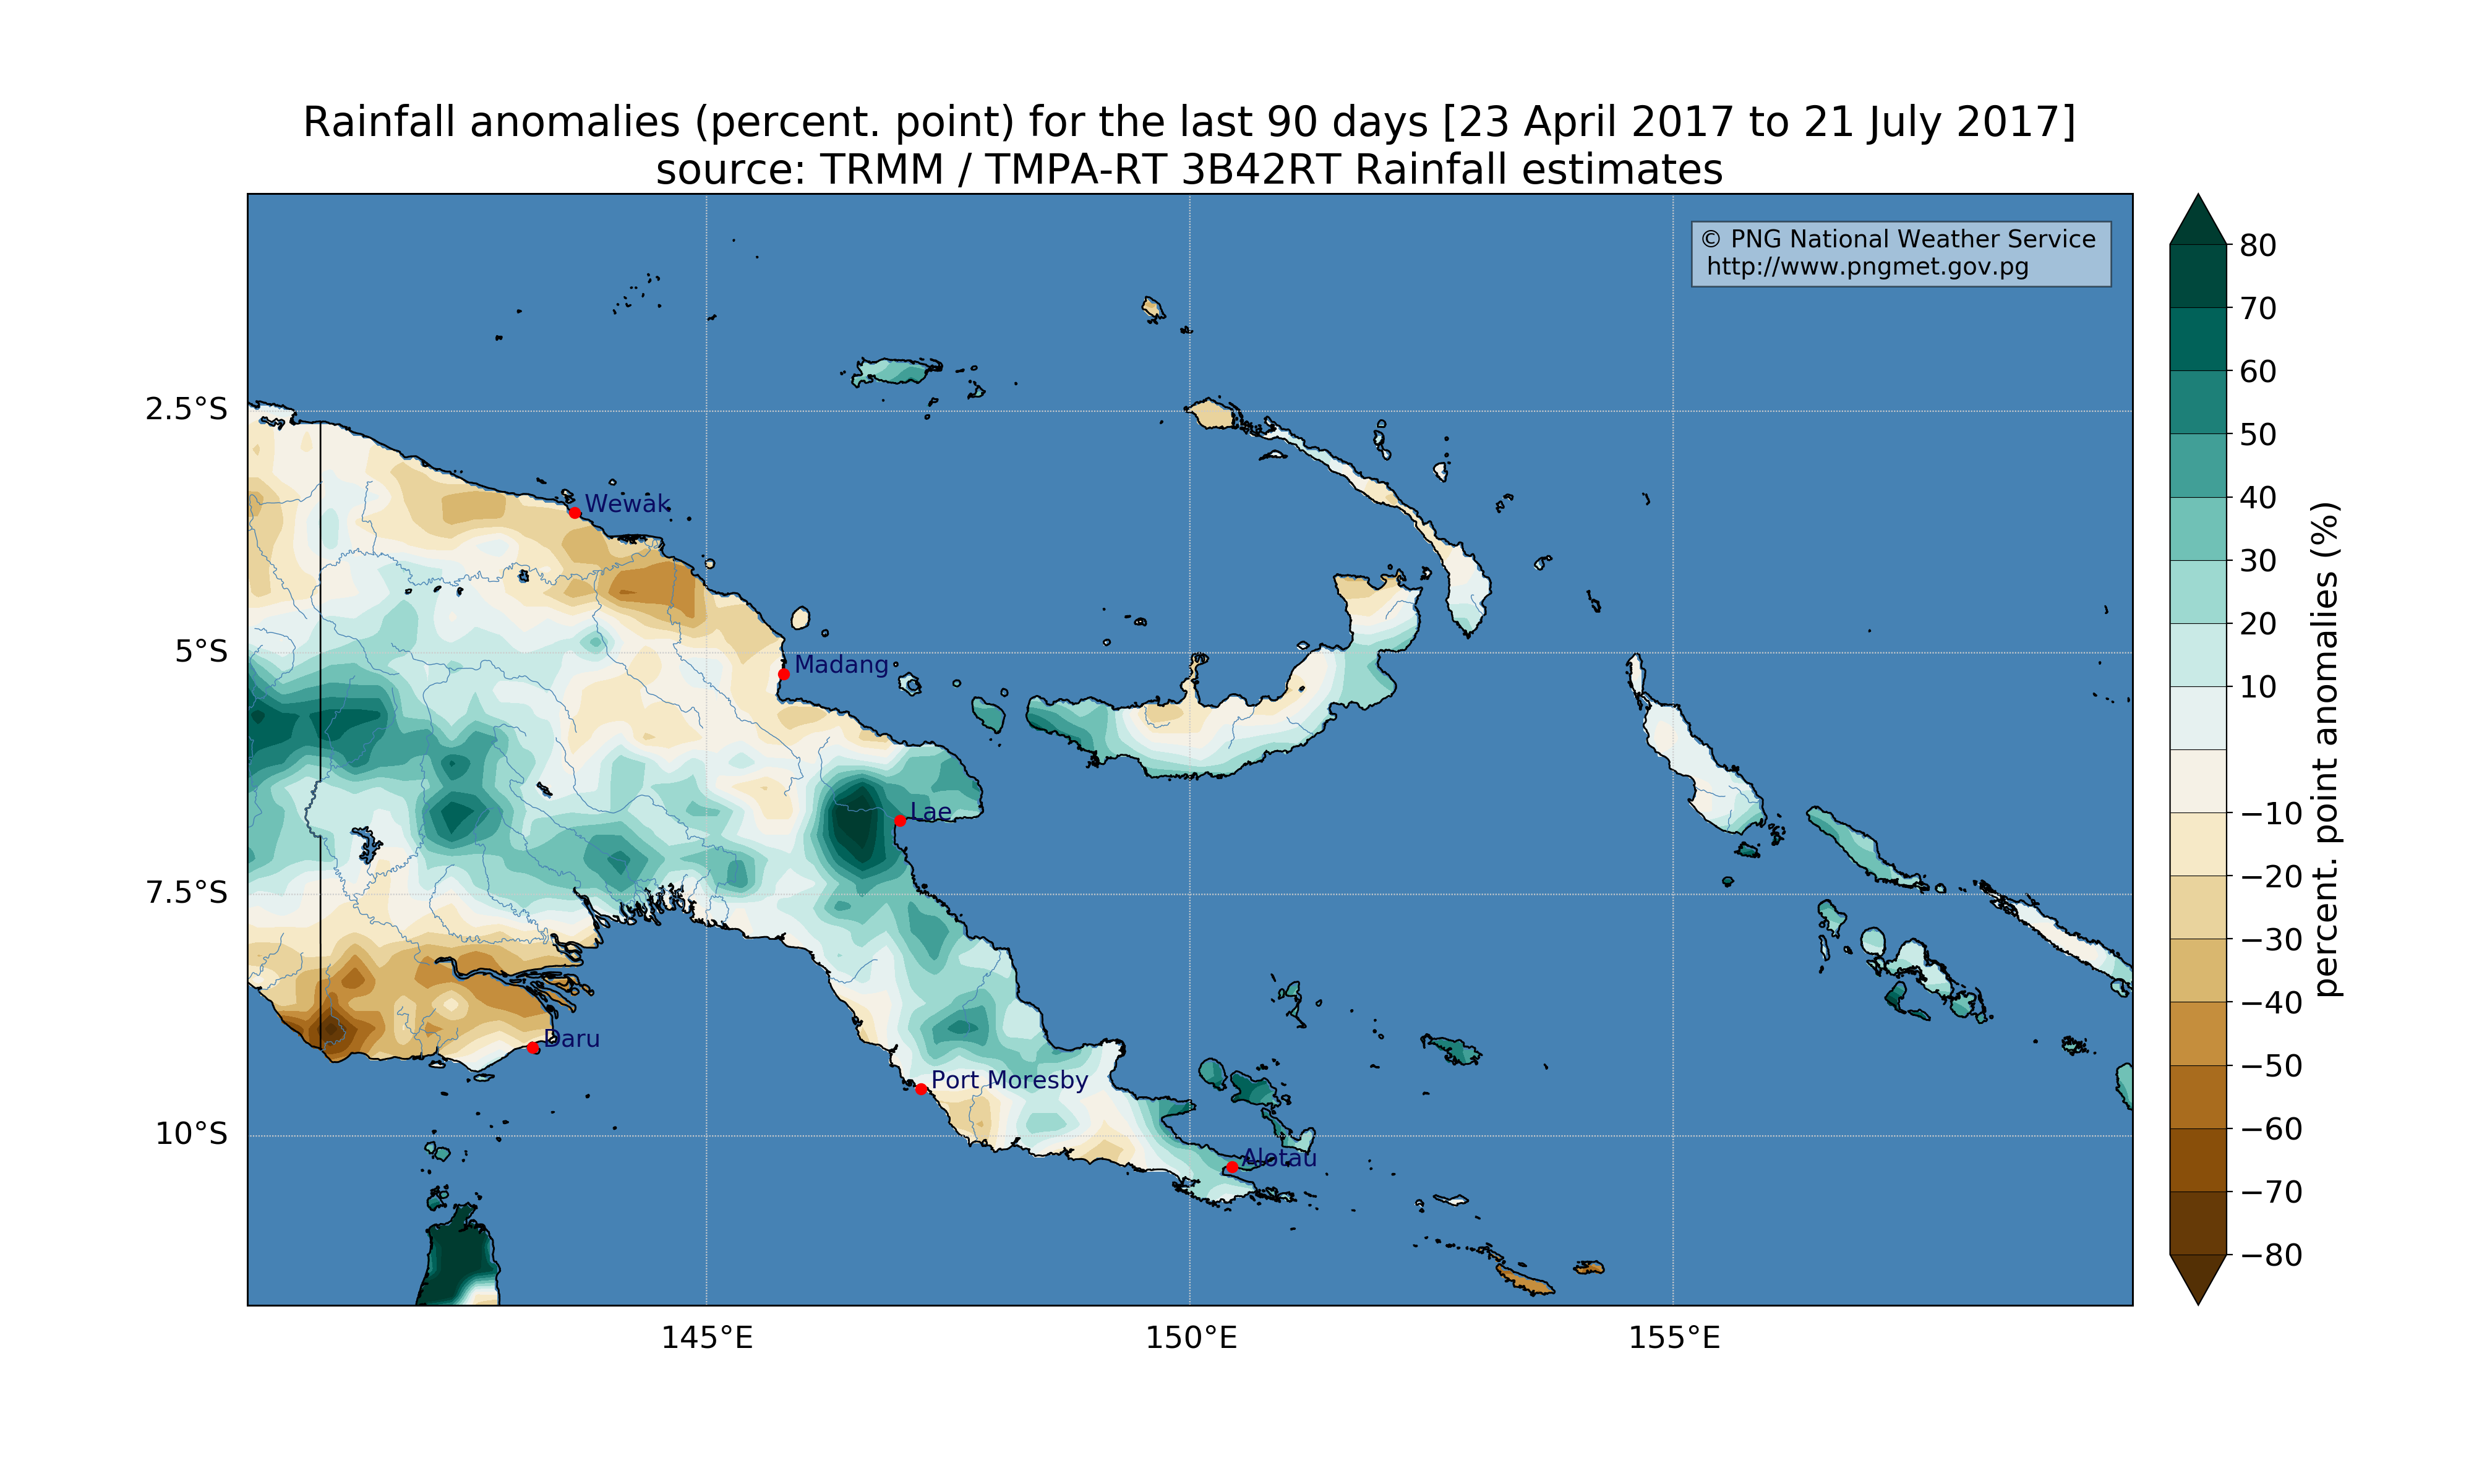 Rainfall anomalies (percent. point) for the last 90 days [23 April 2017 to 21 July 2017]
source: TRMM / TMPA-RT 3B42RT Rainfall estimates
© PNG National Weather Service
http://www.pngmet.gov.pg
2.5°S
5°S
7.5°S
10°S
Wewak
Madang
Lae
Daru
Port Moresby
Alotau
145°E
150°E
155°E
80
70
60
50
40
30
20
10
−10
−20
−30
−40
−50
−60
−70
−80
percent. point anomalies (%)